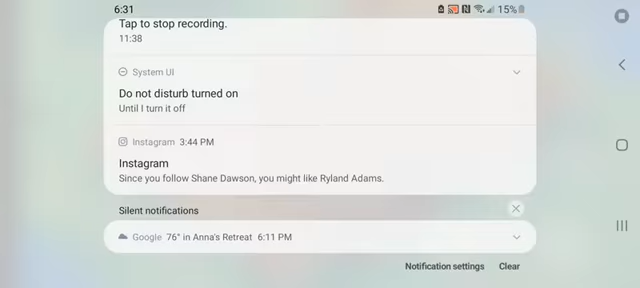 6:31
15%
Tap to stop recording.
11:38
System UI
Do not disturb turned on
Until I turn it off
Instagram 3:44 PM
Instagram
Since you follow Shane Dawson, you might like Ryland Adams.
Silent notifications
Google 76° in Anna's Retreat 6:11 PM
Notification settings Clear